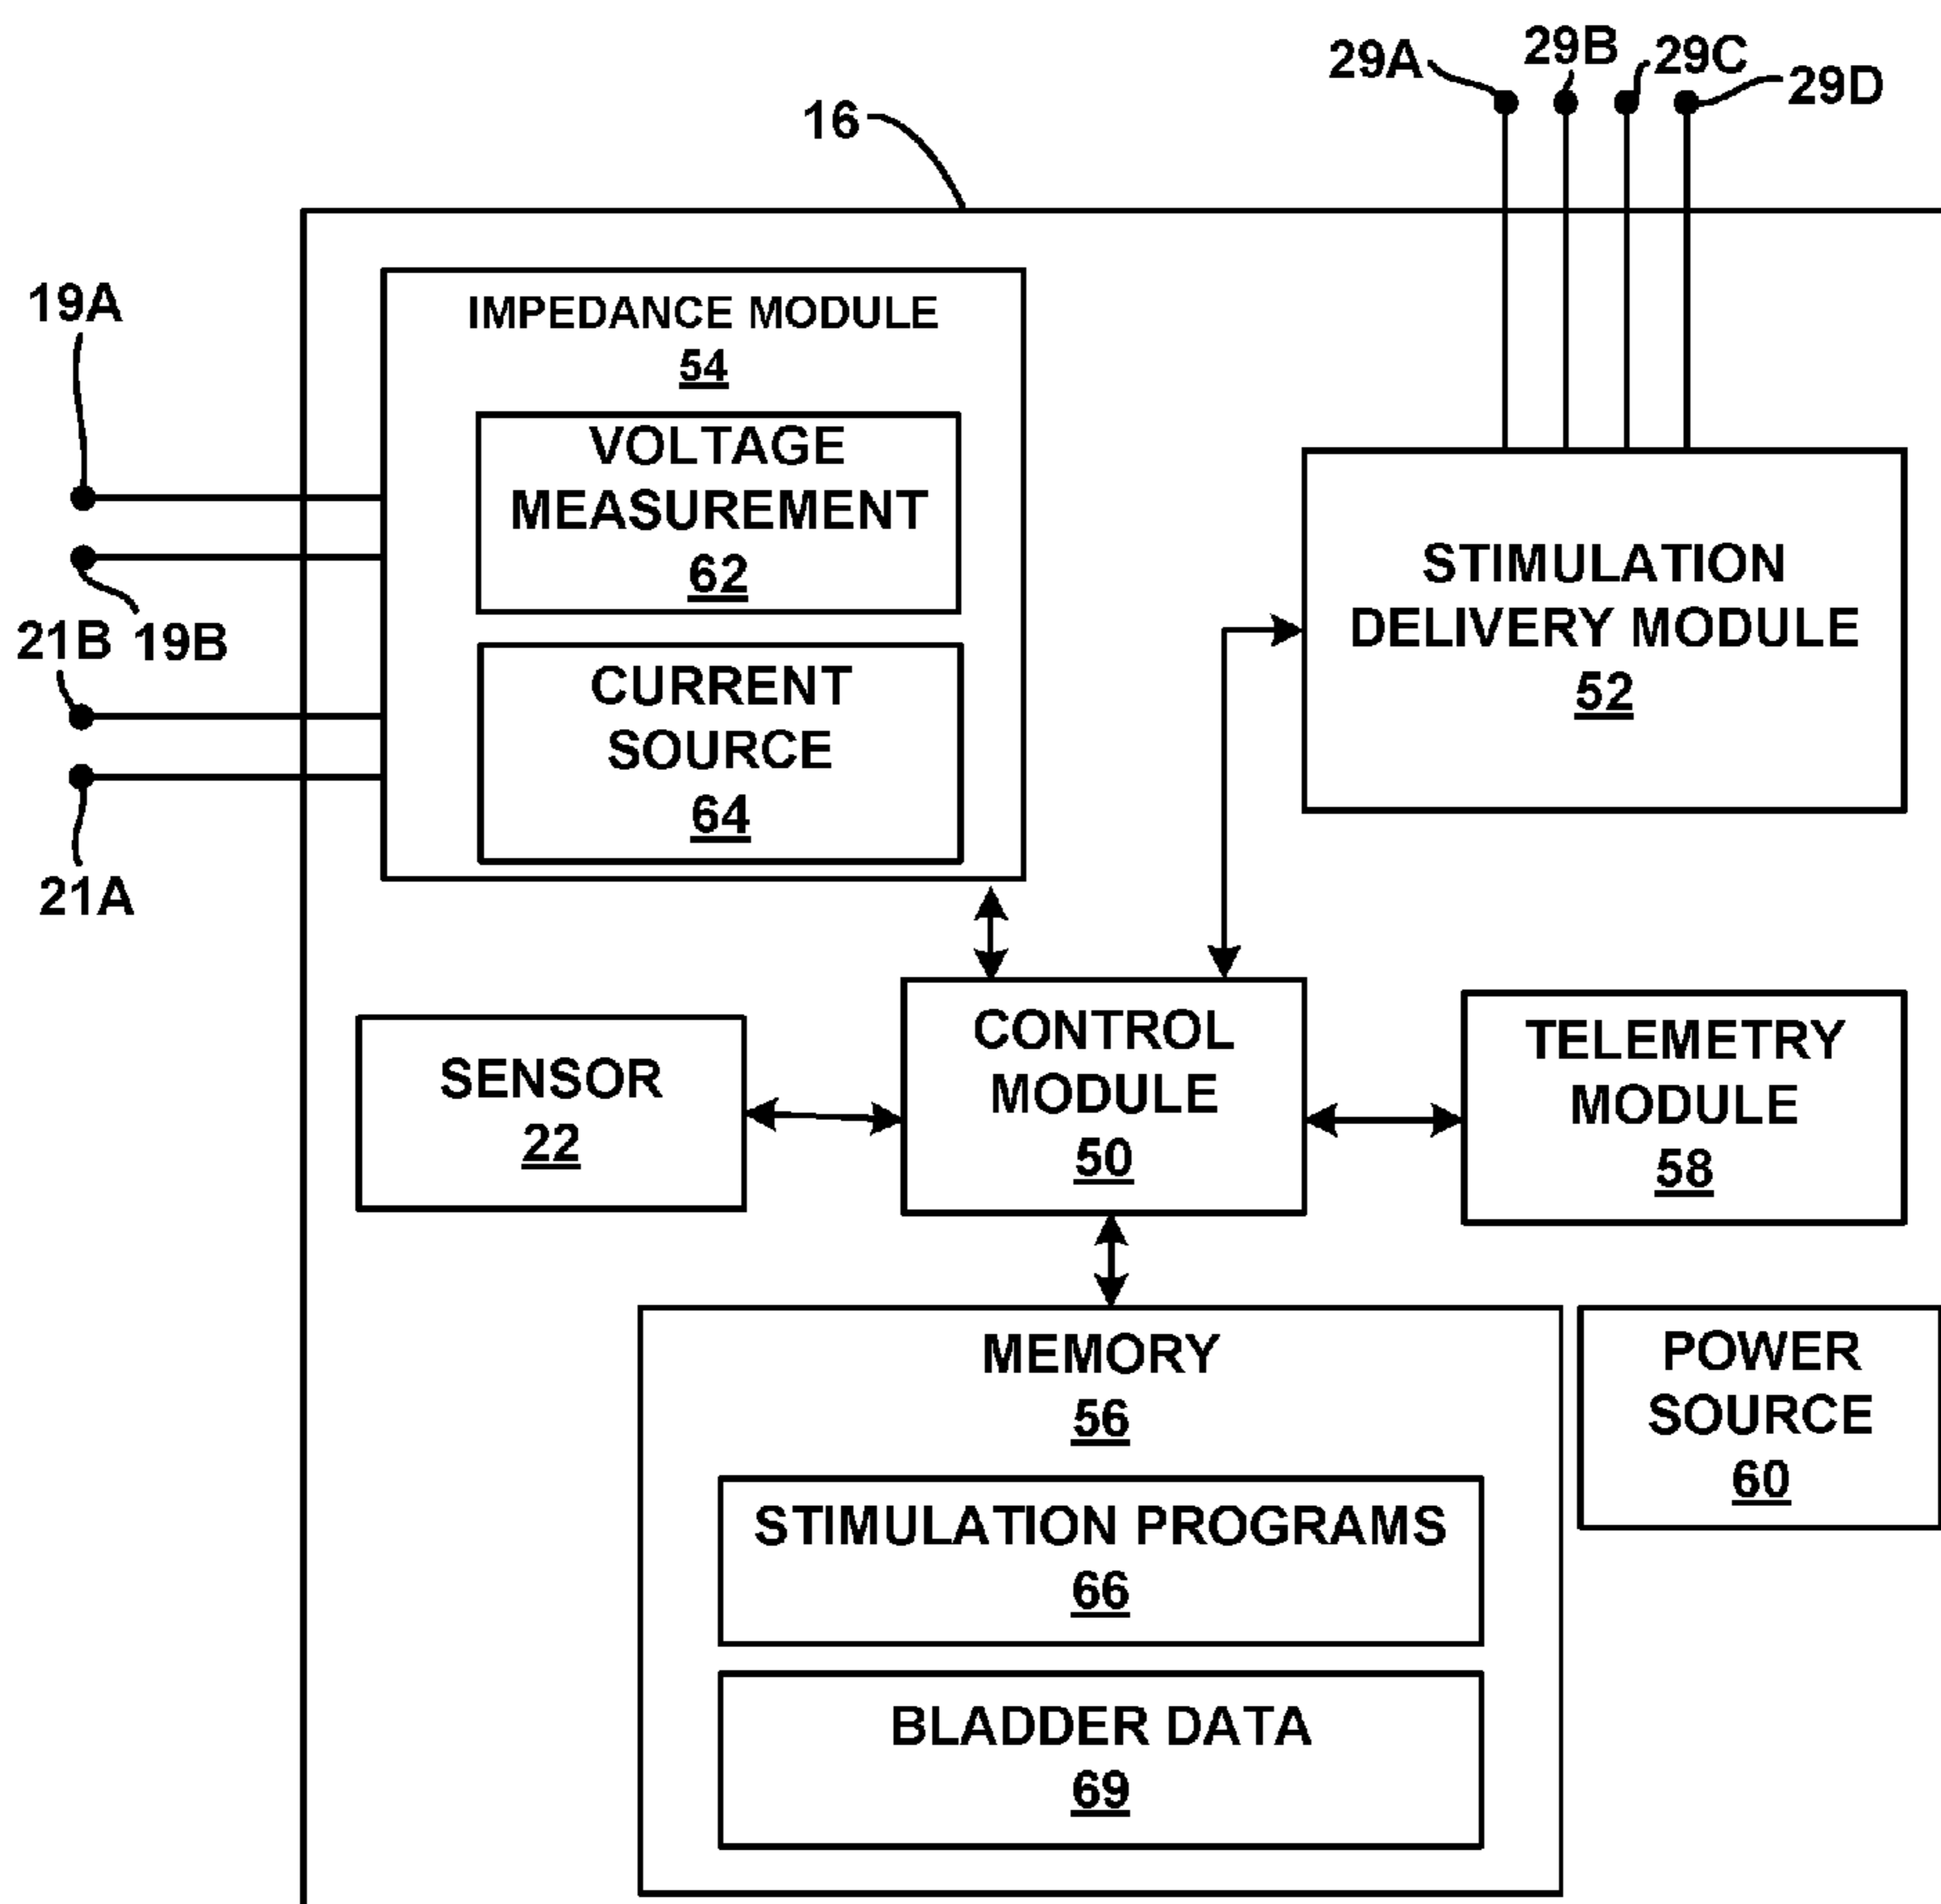 29A
29B
29C
29D
16
19A
19B
21B
21A
IMPEDANCE MODULE
54
VOLTAGE
MEASUREMENT
62
CURRENT
SOURCE
64
STIMULATION
DELIVERY MODULE
52
SENSOR
22
CONTROL
MODULE
50
TELEMETRY
MODULE
58
MEMORY
56
STIMULATION PROGRAMS
66
BLADDER DATA
69
POWER
SOURCE
60